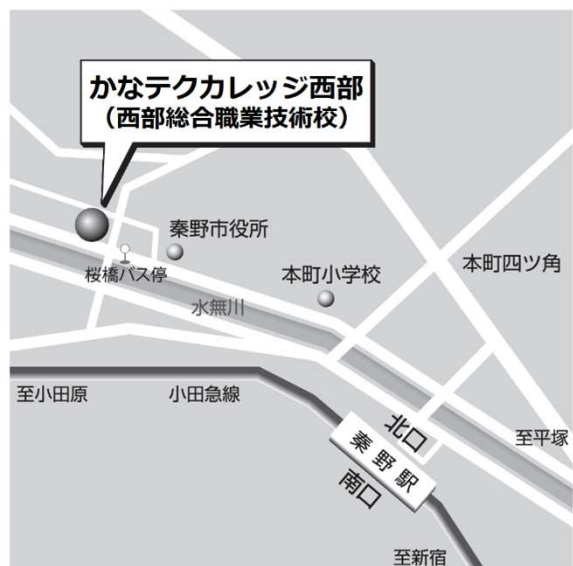 かなテクカレッジ西部
（西部総合職業技術校）
秦野市役所
桜橋バス停
本町小学校
本町四ツ角
水無川
至小田原
小田急線
北口
秦野駅
南口
至平塚
至新宿